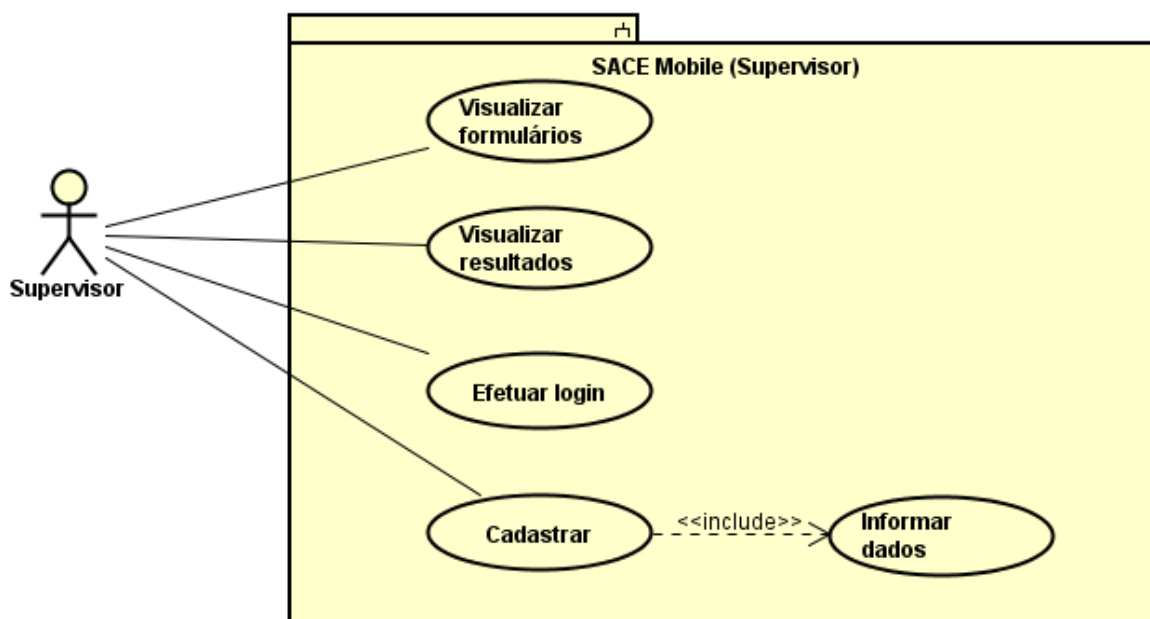 SACE Mobile (Supervisor)
Visualizar
formulários
Visualizar
resultados
Supervisor
Efetuar login
Cadastrar
<<include>>
Informar
dados